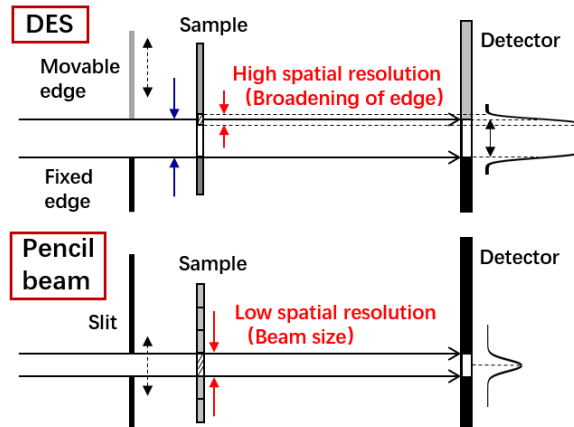 DES
Sample
Detector
Movable
edge
High spatial resolution
(Broadening of edge)
Fixed
edge
Pencil
beam
Sample
Detector
Slit
Low spatial resolution
(Beam size)